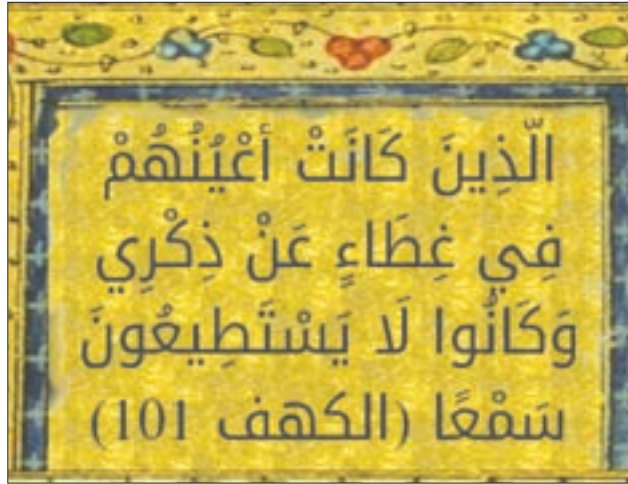 الّذِينَ كَانَتْ أَعْيُنُهُمْ
فِي غِطَاءٍ عَنْ ذِكْرِي
وَكَانُوا لَا يَسْتَطِيعُونَ
سَمْعًا (الكهف 101)